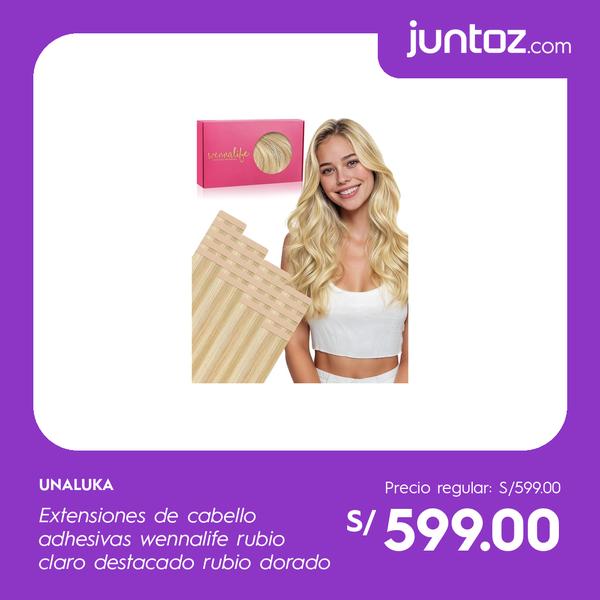 juntoz.com
wennalife
UNALUKA
Extensiones de cabello
adhesivas wennalife rubio
claro destacado rubio dorado
Precio regular: S/599.00
S/ 599.00